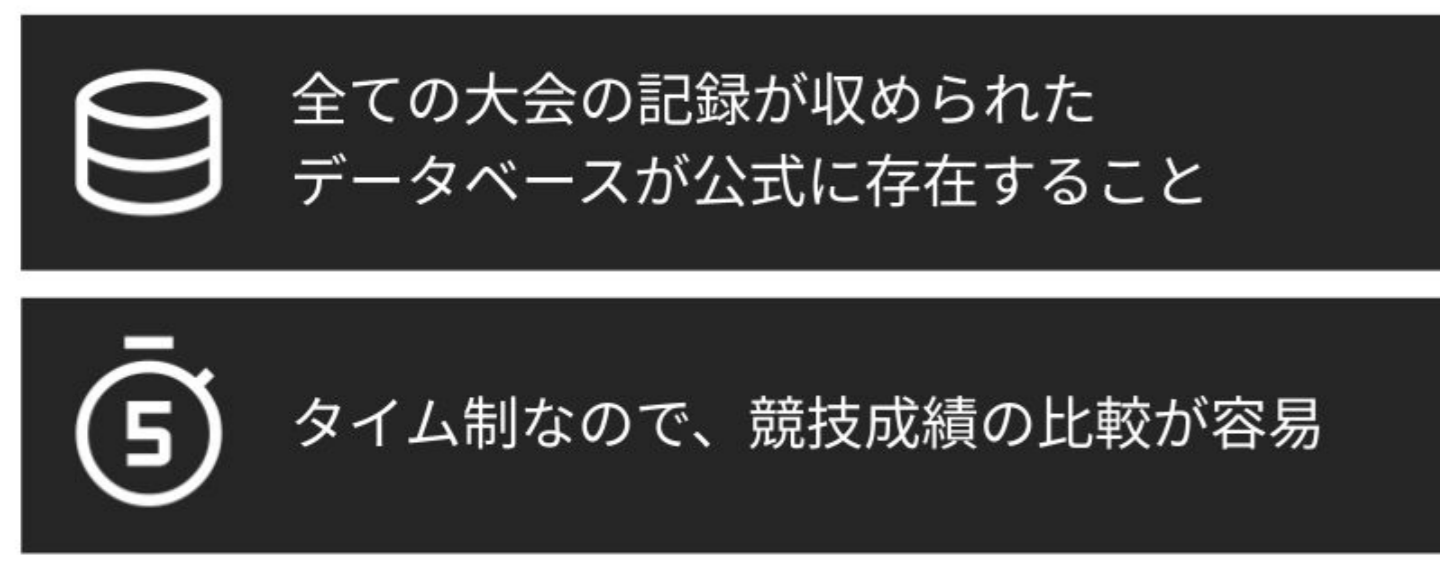 全ての大会の記録が収められた
データベースが公式に存在すること
5
タイム制なので、競技成績の比較が容易